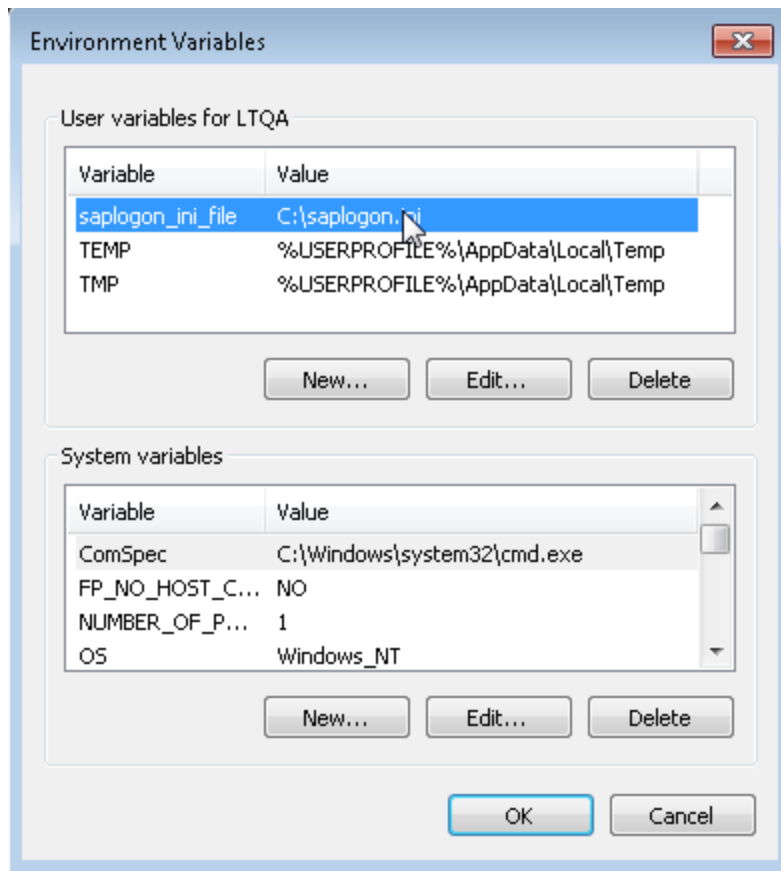 Environment Variables
User variables for LTQA
Variable Value
saplogon_ini_file C:\saplogon.ini
TEMP %USERPROFILE%\AppData\Local\Temp
TMP %USERPROFILE%\AppData\Local\Temp
New... Edit... Delete
System variables
Variable Value
ComSpec C:\Windows\system32\cmd.exe
FP_NO_HOST_C... NO
NUMBER_OF_P... 1
OS Windows_NT
New... Edit... Delete
OK Cancel